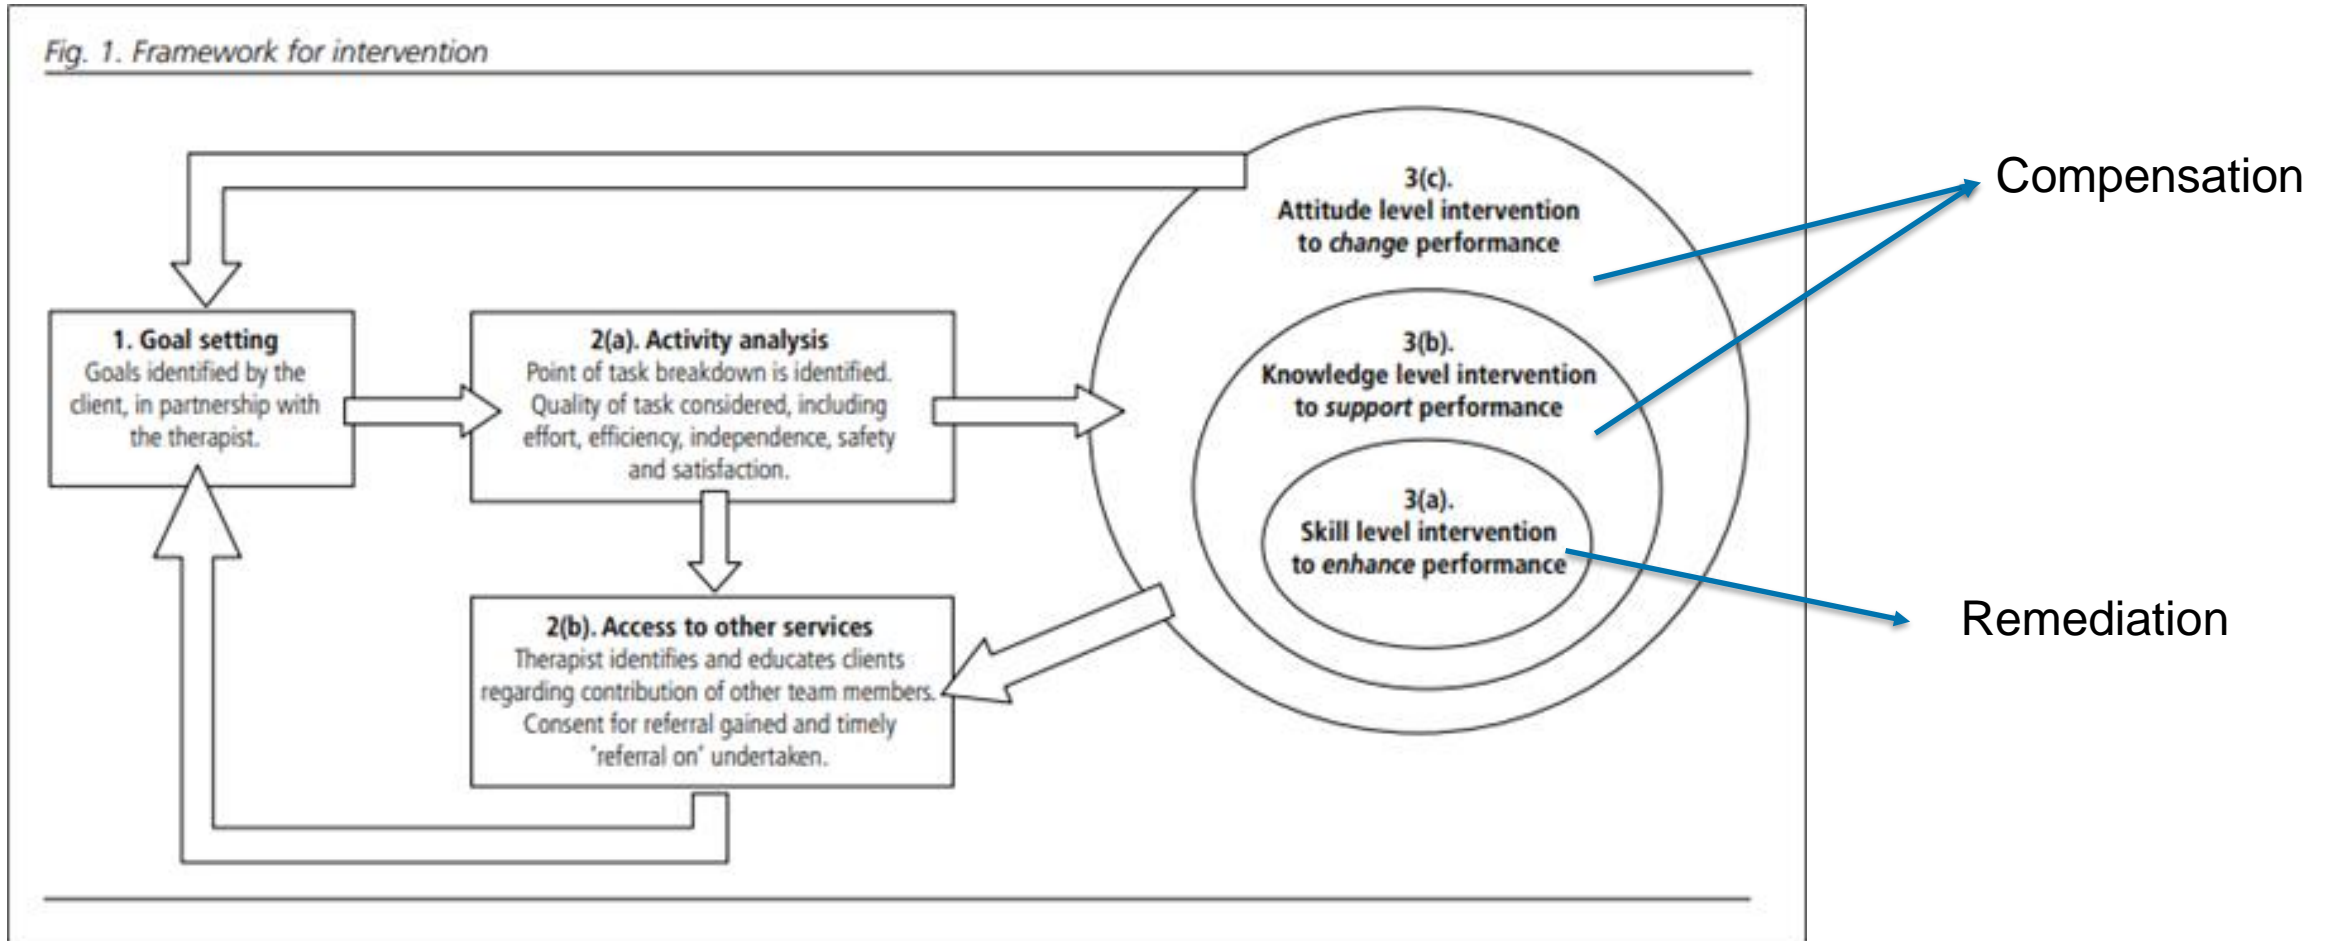 Fig. 1. Framework for intervention
3(c).
Attitude level intervention
to change performance
Compensation
1. Goal setting
Goals identified by the
client, in partnership with
the therapist.
2(a). Activity analysis
Point of task breakdown is identified.
Quality of task considered, including
effort, efficiency, independence, safety
and satisfaction.
3(b).
Knowledge level intervention
to support performance
3(a).
Skill level intervention
to enhance performance
Remediation
2(b). Access to other services
Therapist identifies and educates clients
regarding contribution of other team members.
Consent for referral gained and timely
'referral on' undertaken.